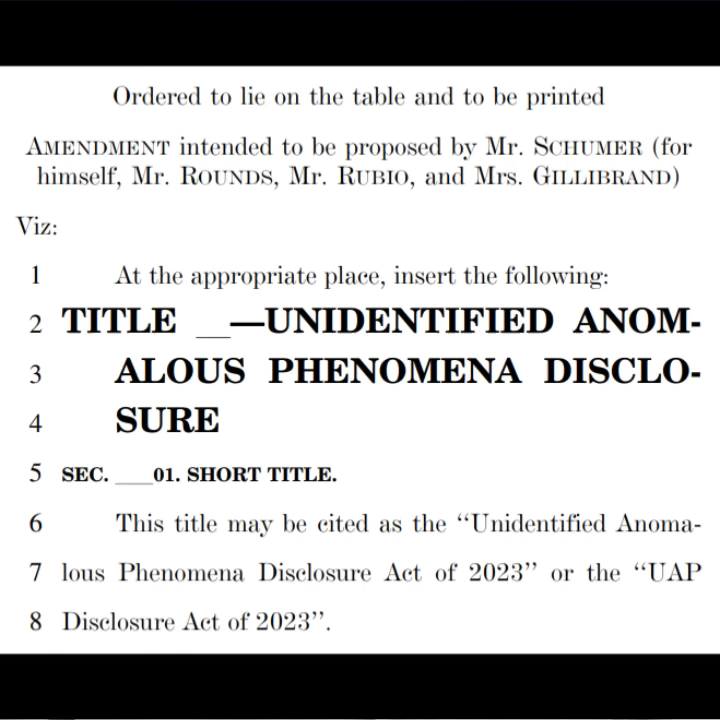 Ordered to lie on the table and to be printed
AMENDMENT intended to be proposed by Mr. SCHUMER (for
himself, Mr. ROUNDS, Mr. RUBIO, and Mrs. GILLIBRAND)
Viz:
1 At the appropriate place, insert the following:
2 TITLE __—UNIDENTIFIED ANOM-
3 ALOUS PHENOMENA DISCLO-
4 SURE
5 SEC. __01. SHORT TITLE.
6 This title may be cited as the “Unidentified Anoma-
7 lous Phenomena Disclosure Act of 2023” or the “UAP
8 Disclosure Act of 2023”.